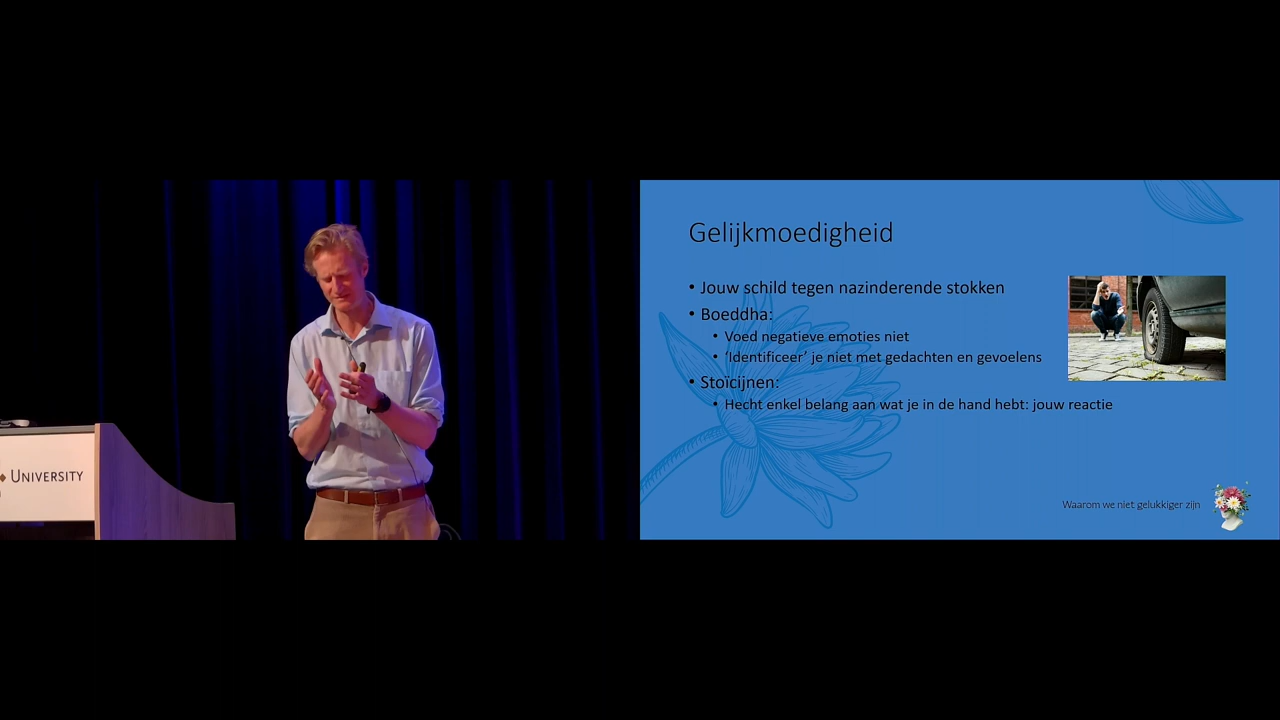 UNIVERSITY
Gelijkmoedigheid
• Jouw schild tegen nazinderende stokken
• Boeddha:
• Voed negatieve emoties niet
• ‘Identificeer’ je niet met gedachten en gevoelens
• Stoïcijnen:
• Hecht enkel belang aan wat je in de hand hebt: jouw reactie
Waarom we niet gelukkiger zijn